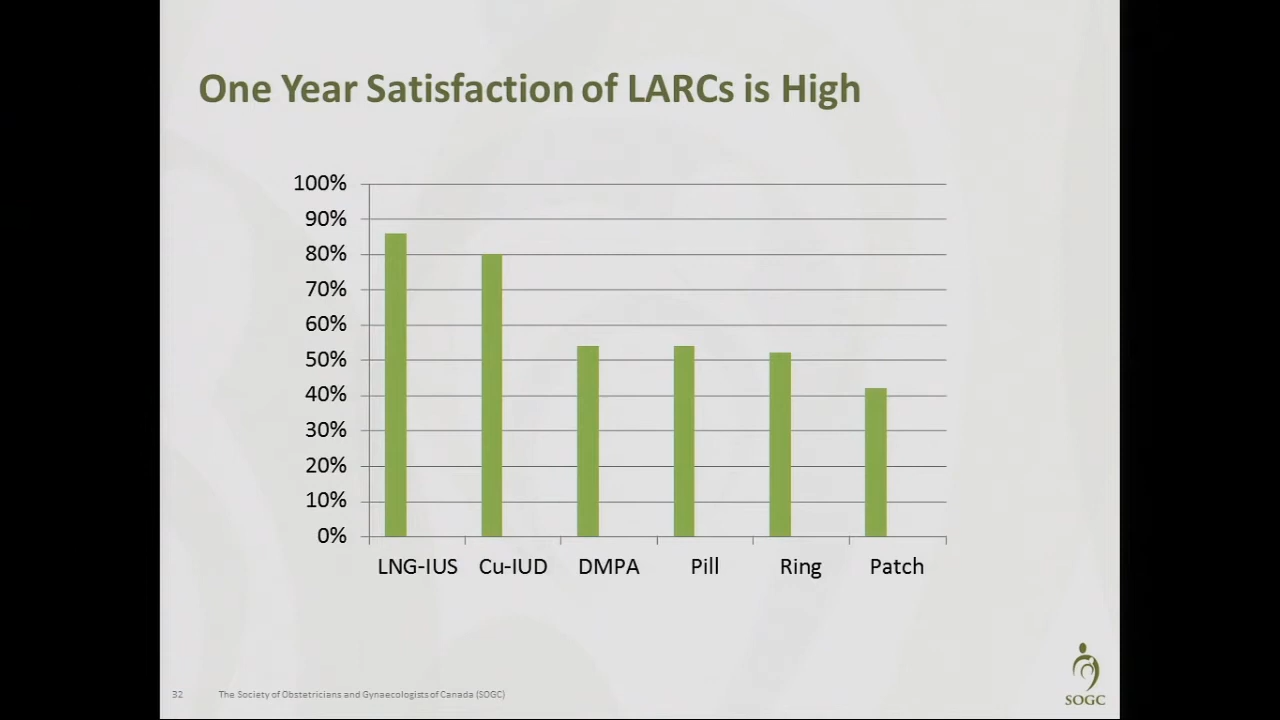 One Year Satisfaction of LARCs is High
100%
90%
80%
70%
60%
50%
40%
30%
20%
10%
0%
LNG-IUS Cu-IUD DMPA Pill Ring Patch
32 The Society of Obstetricians and Gynaecologists of Canada (SOGC)
SOGC